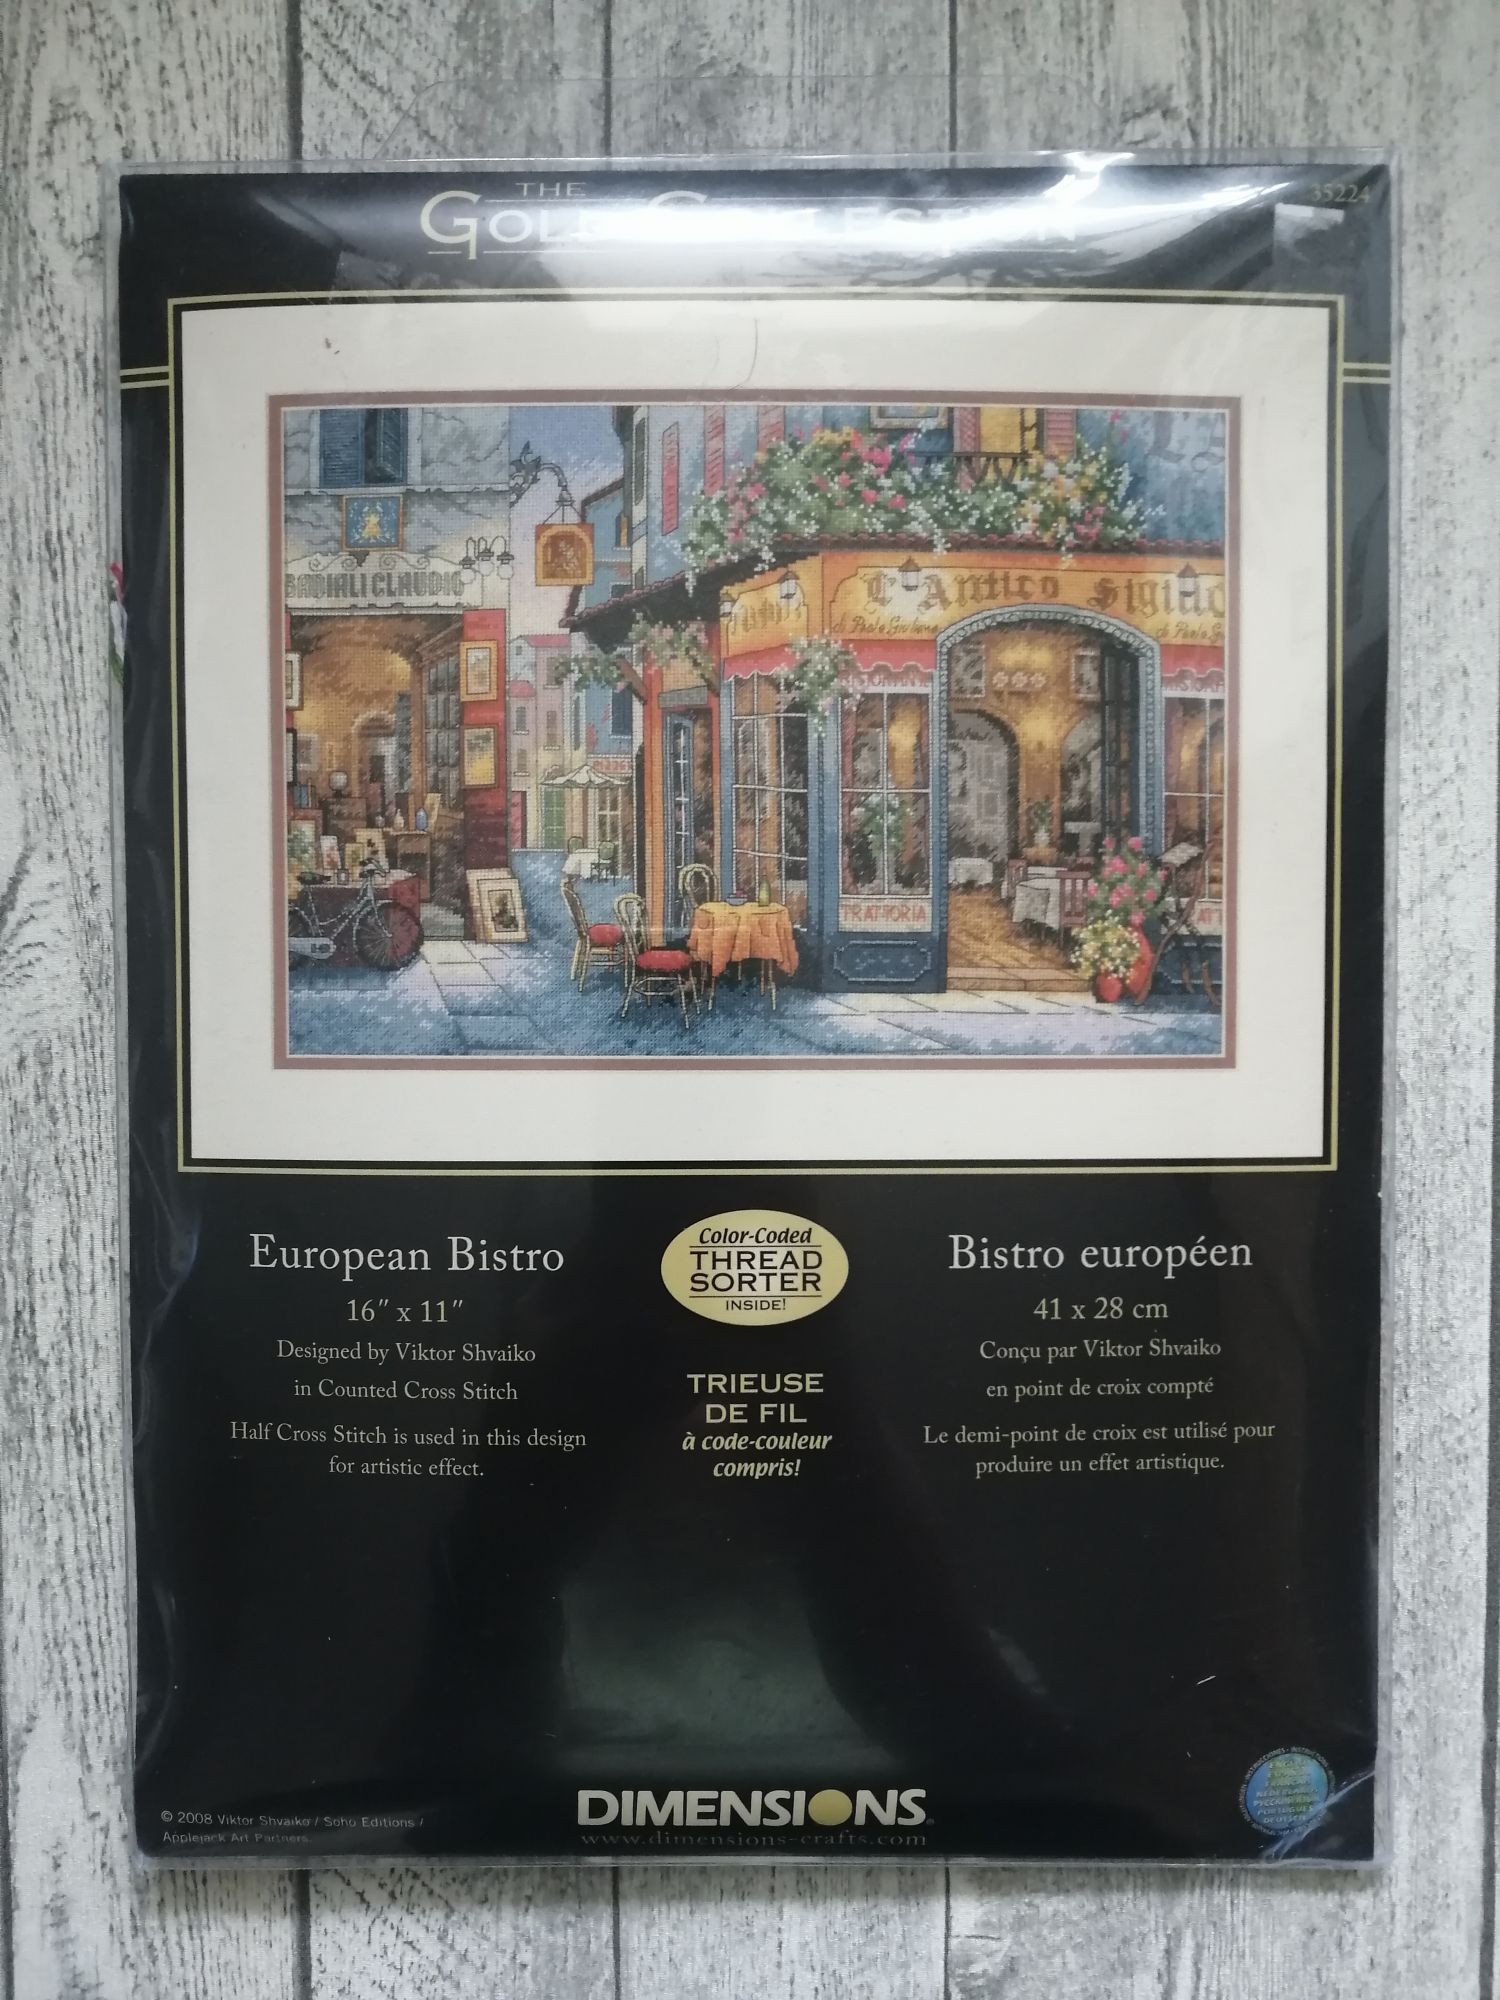 THE
GOLD COLLECTION
35224
BADIALI CLAUDIO
L'Antico Sigillo
di Paolo Giuliano
RISTORANTE
TRATTORIA
European Bistro
16" x 11"
Designed by Viktor Shvaiko
in Counted Cross Stitch
Half Cross Stitch is used in this design
for artistic effect.
Color-Coded
THREAD
SORTER
INSIDE!
TRIEUSE
DE FIL
à code-couleur
compris!
Bistro européen
41 x 28 cm
Conçu par Viktor Shvaiko
en point de croix compté
Le demi-point de croix est utilisé pour
produire un effet artistique.
© 2008 Viktor Shvaiko / Soho Editions /
Applejack Art Partners.
DIMENSIONS®
www.dimensions-crafts.com